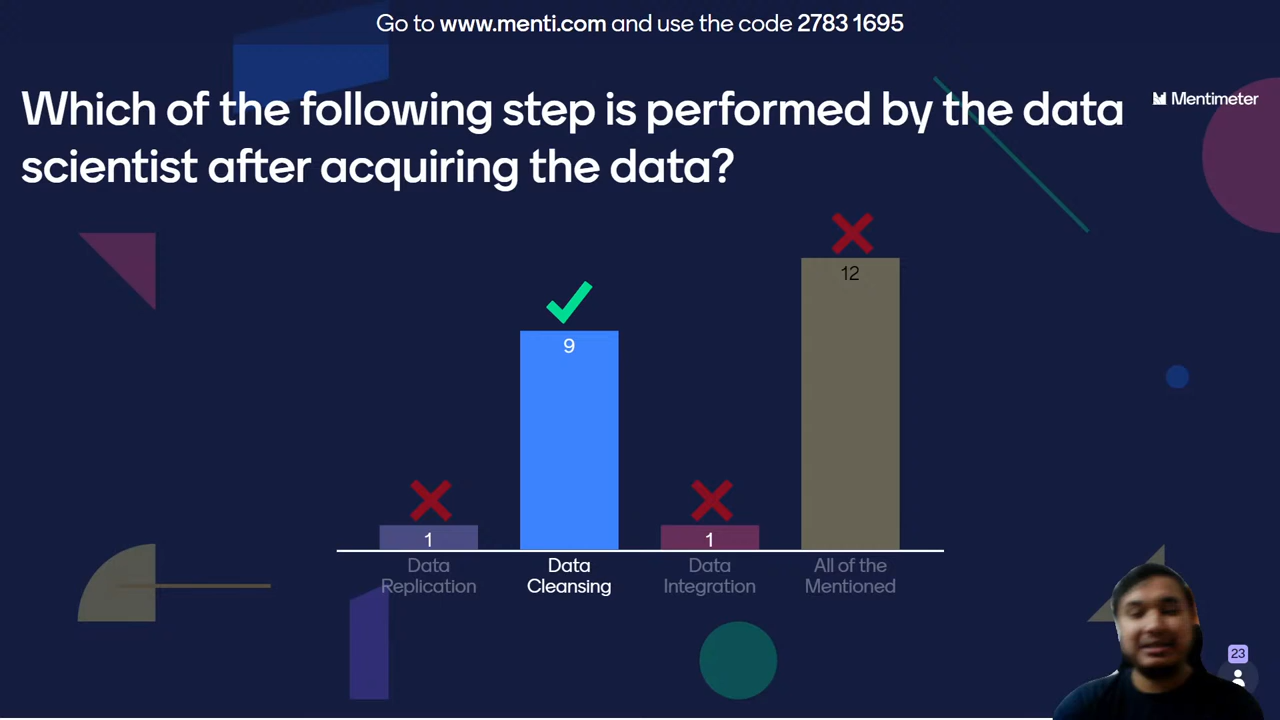 Go to www.menti.com and use the code 2783 1695
Which of the following step is performed by the data
scientist after acquiring the data?
Mentimeter
12
9
1
1
Data
Replication
Data
Cleansing
Data
Integration
All of the
Mentioned
23